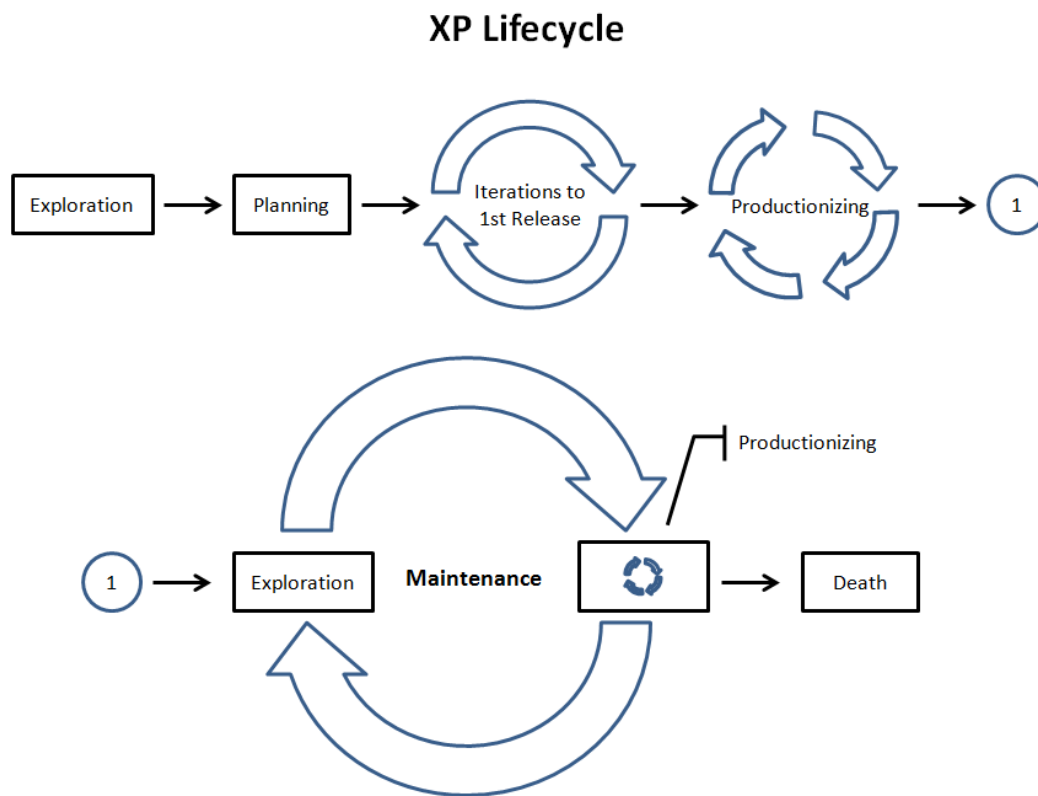 XP Lifecycle
Exploration
Planning
Iterations to
1st Release
Productionizing
1
Productionizing
1
Exploration
Maintenance
Death